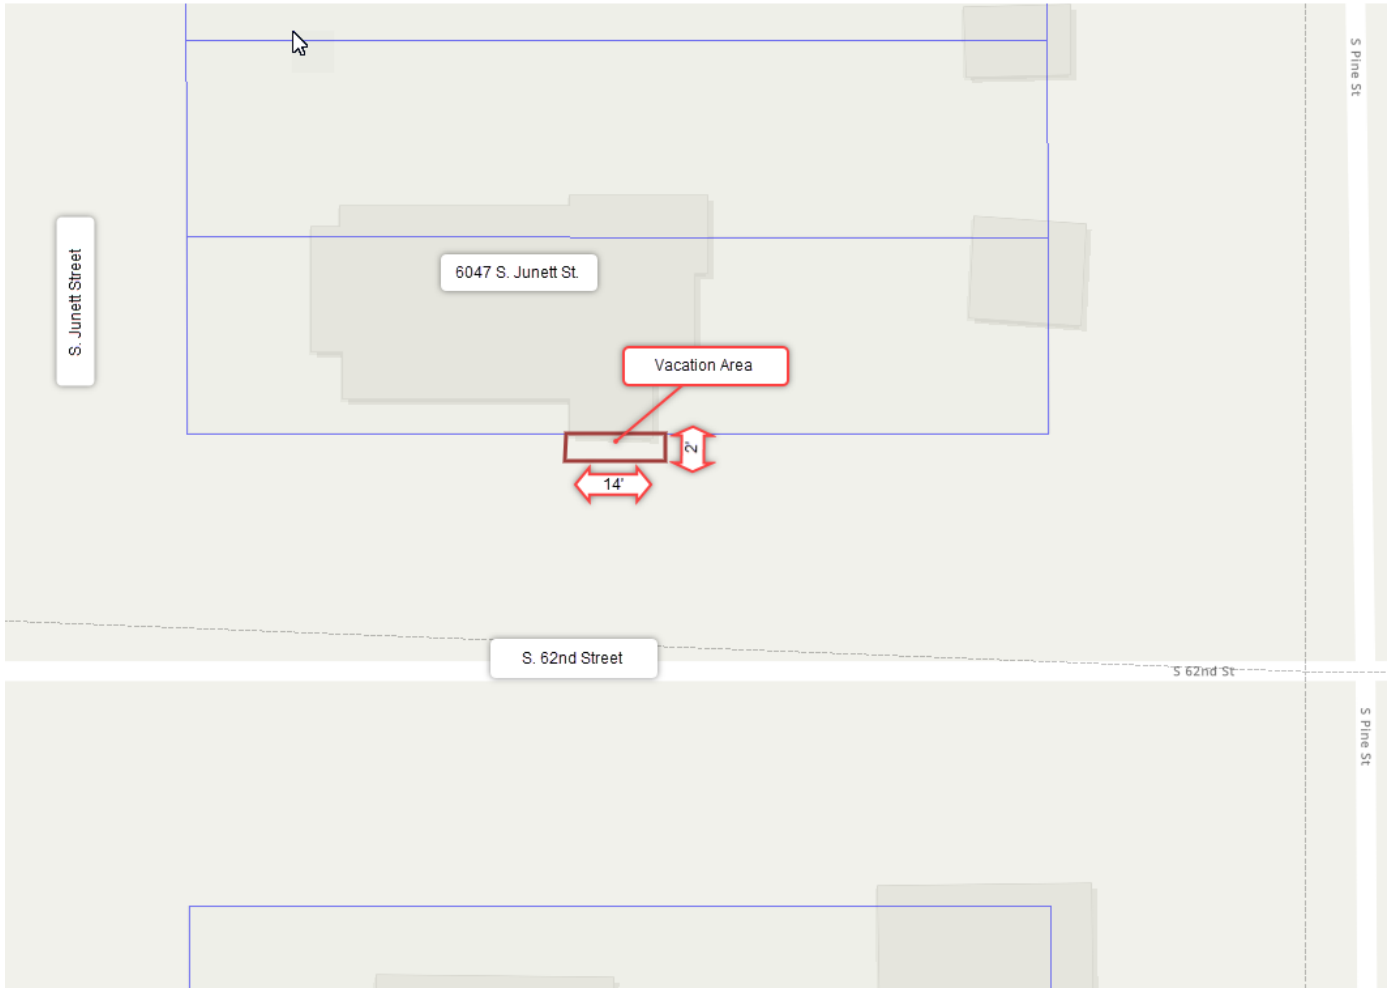 S Pine St
S. Junett Street
6047 S. Junett St.
Vacation Area
2'
14'
S. 62nd Street
S 62nd St
S Pine St